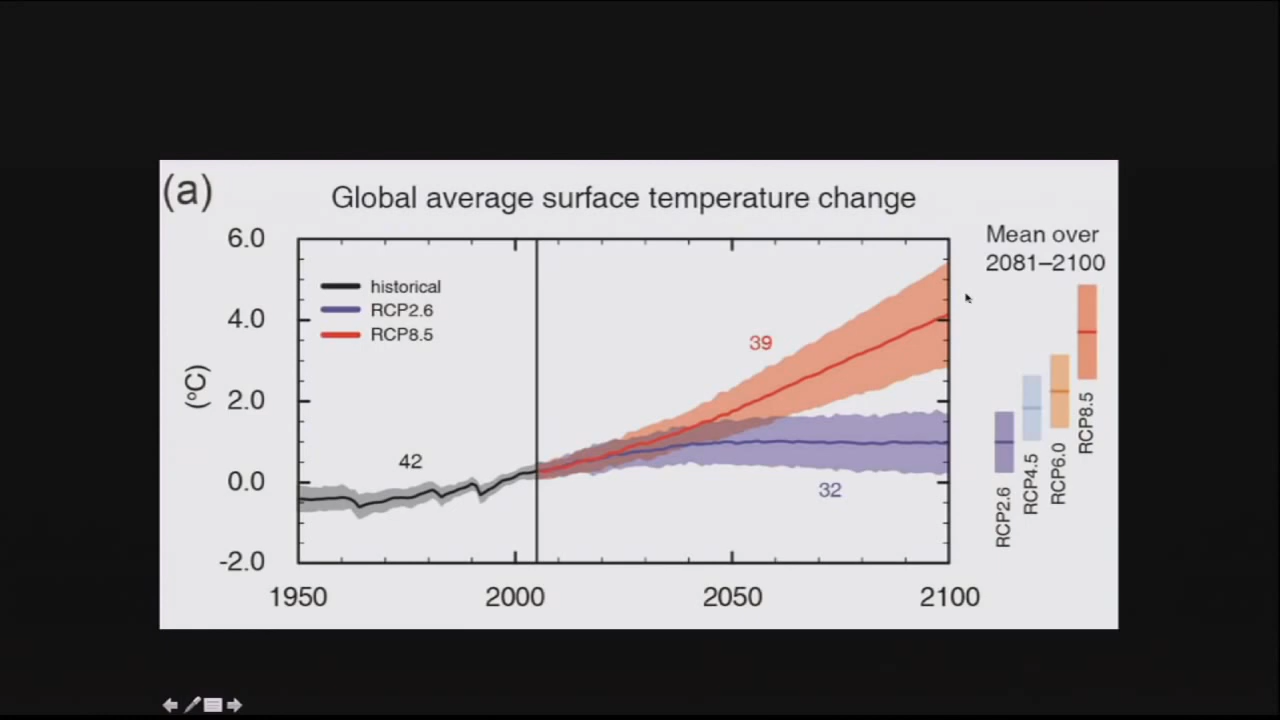 (a)
Global average surface temperature change
6.0
4.0
2.0
0.0
-2.0
(°C)
historical
RCP2.6
RCP8.5
42
39
32
1950
2000
2050
2100
Mean over
2081–2100
RCP2.6
RCP4.5
RCP6.0
RCP8.5